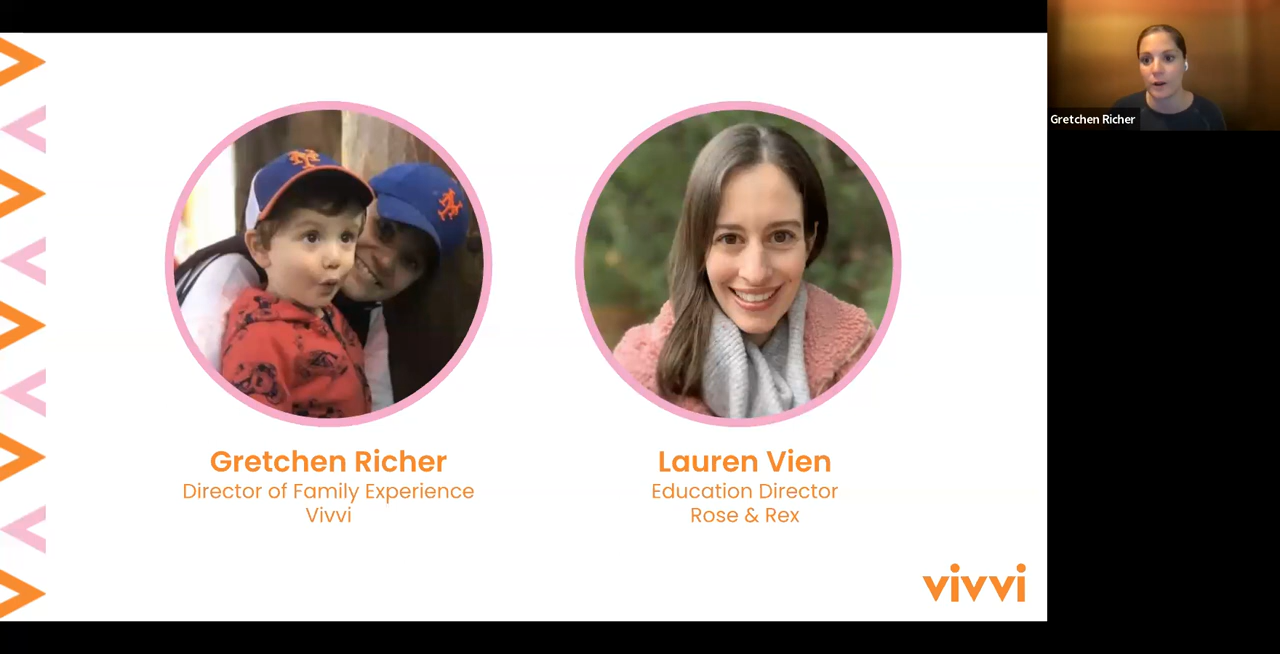 Gretchen Richer
Gretchen Richer
Director of Family Experience
Vivvi
Lauren Vien
Education Director
Rose & Rex
vivvi